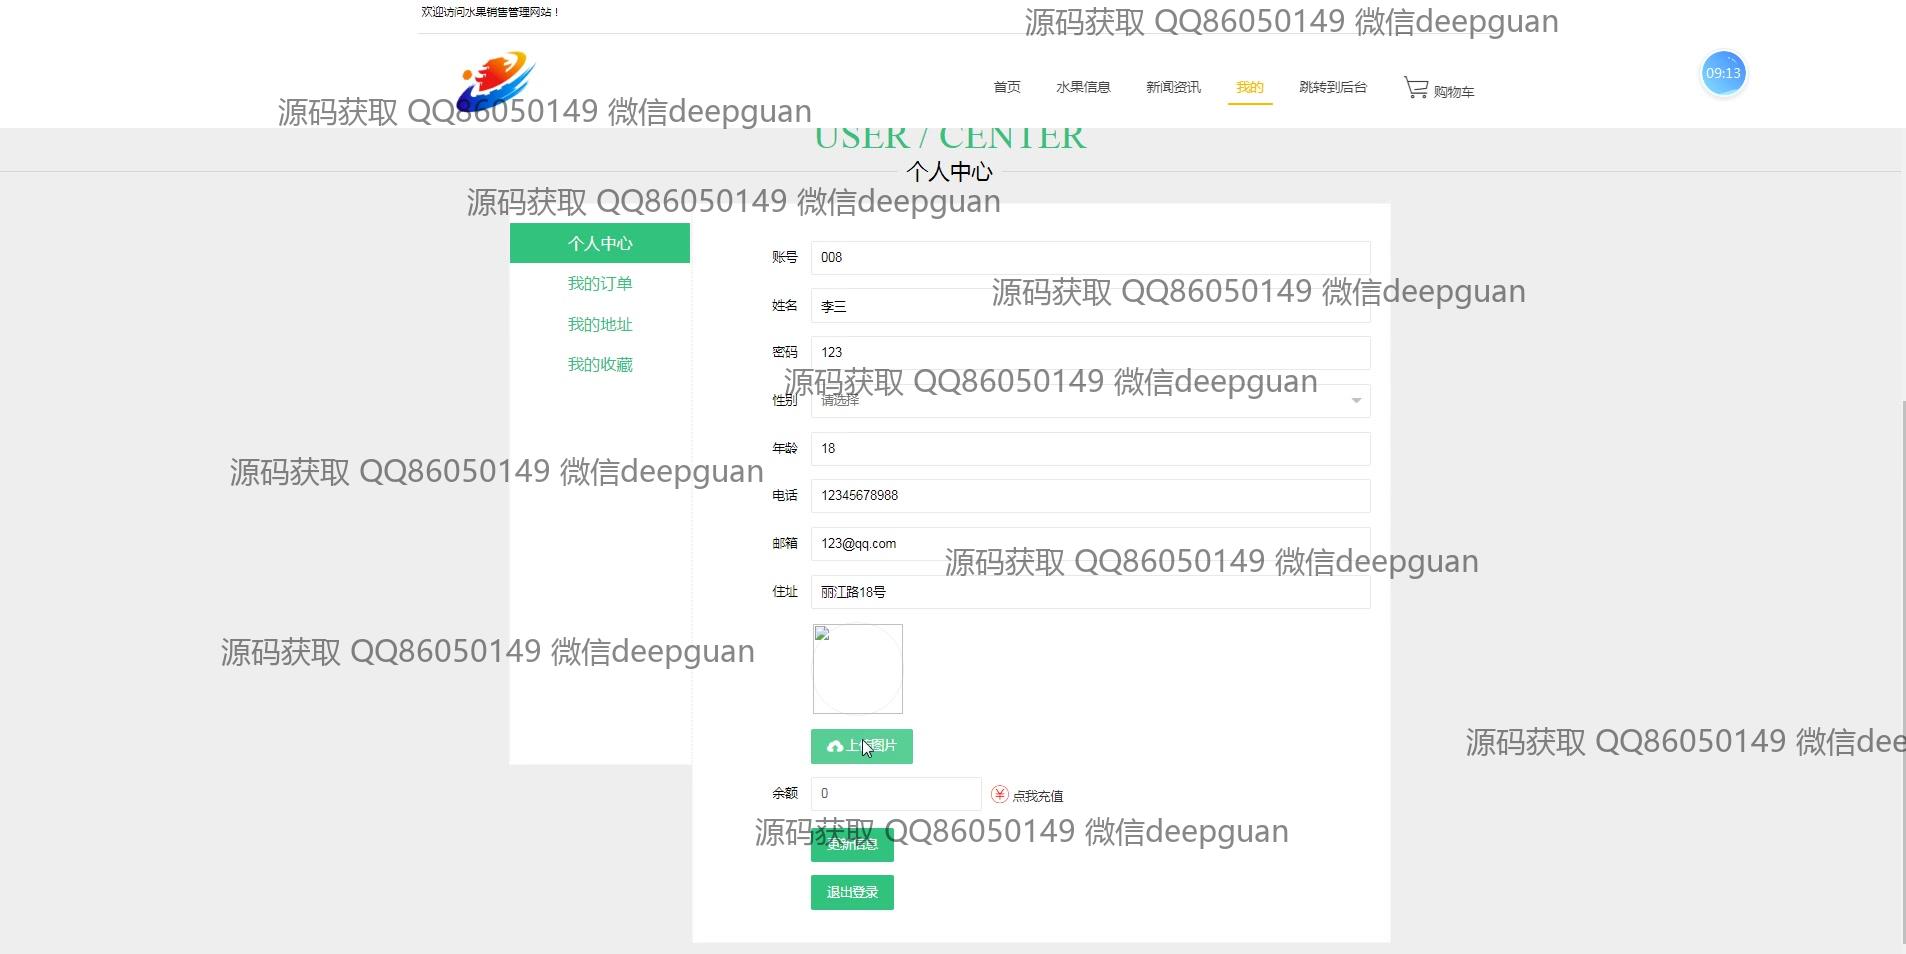 欢迎访问水果销售管理网站！
源码获取 QQ86050149 微信deepguan
首页 水果信息 新闻资讯 我的 跳转到后台 购物车
09:13
源码获取 QQ86050149 微信deepguan
USER / CENTER
个人中心
源码获取 QQ86050149 微信deepguan
个人中心
我的订单
我的地址
我的收藏
账号 008
源码获取 QQ86050149 微信deepguan
姓名 李三
密码 123
源码获取 QQ86050149 微信deepguan
性别 请选择
年龄 18
源码获取 QQ86050149 微信deepguan
电话 12345678988
邮箱 123@qq.com
源码获取 QQ86050149 微信deepguan
住址 丽江路18号
源码获取 QQ86050149 微信deepguan
源码获取 QQ86050149 微信dee
上传图片
余额 0 点我充值
源码获取 QQ86050149 微信deepguan
更新信息
退出登录